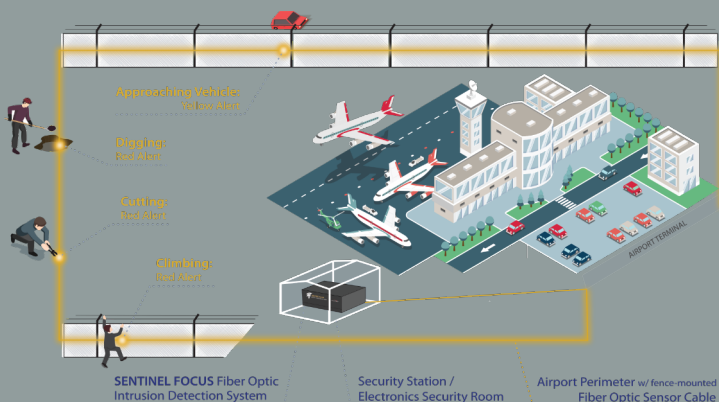 Approaching Vehicle:
Yellow Alert
Digging:
Red Alert
Cutting:
Red Alert
Climbing:
Red Alert
AIRPORT TERMINAL
SENTINEL FOCUS Fiber Optic
Intrusion Detection System
Security Station /
Electronics Security Room
Airport Perimeter w/ fence-mounted
Fiber Optic Sensor Cable